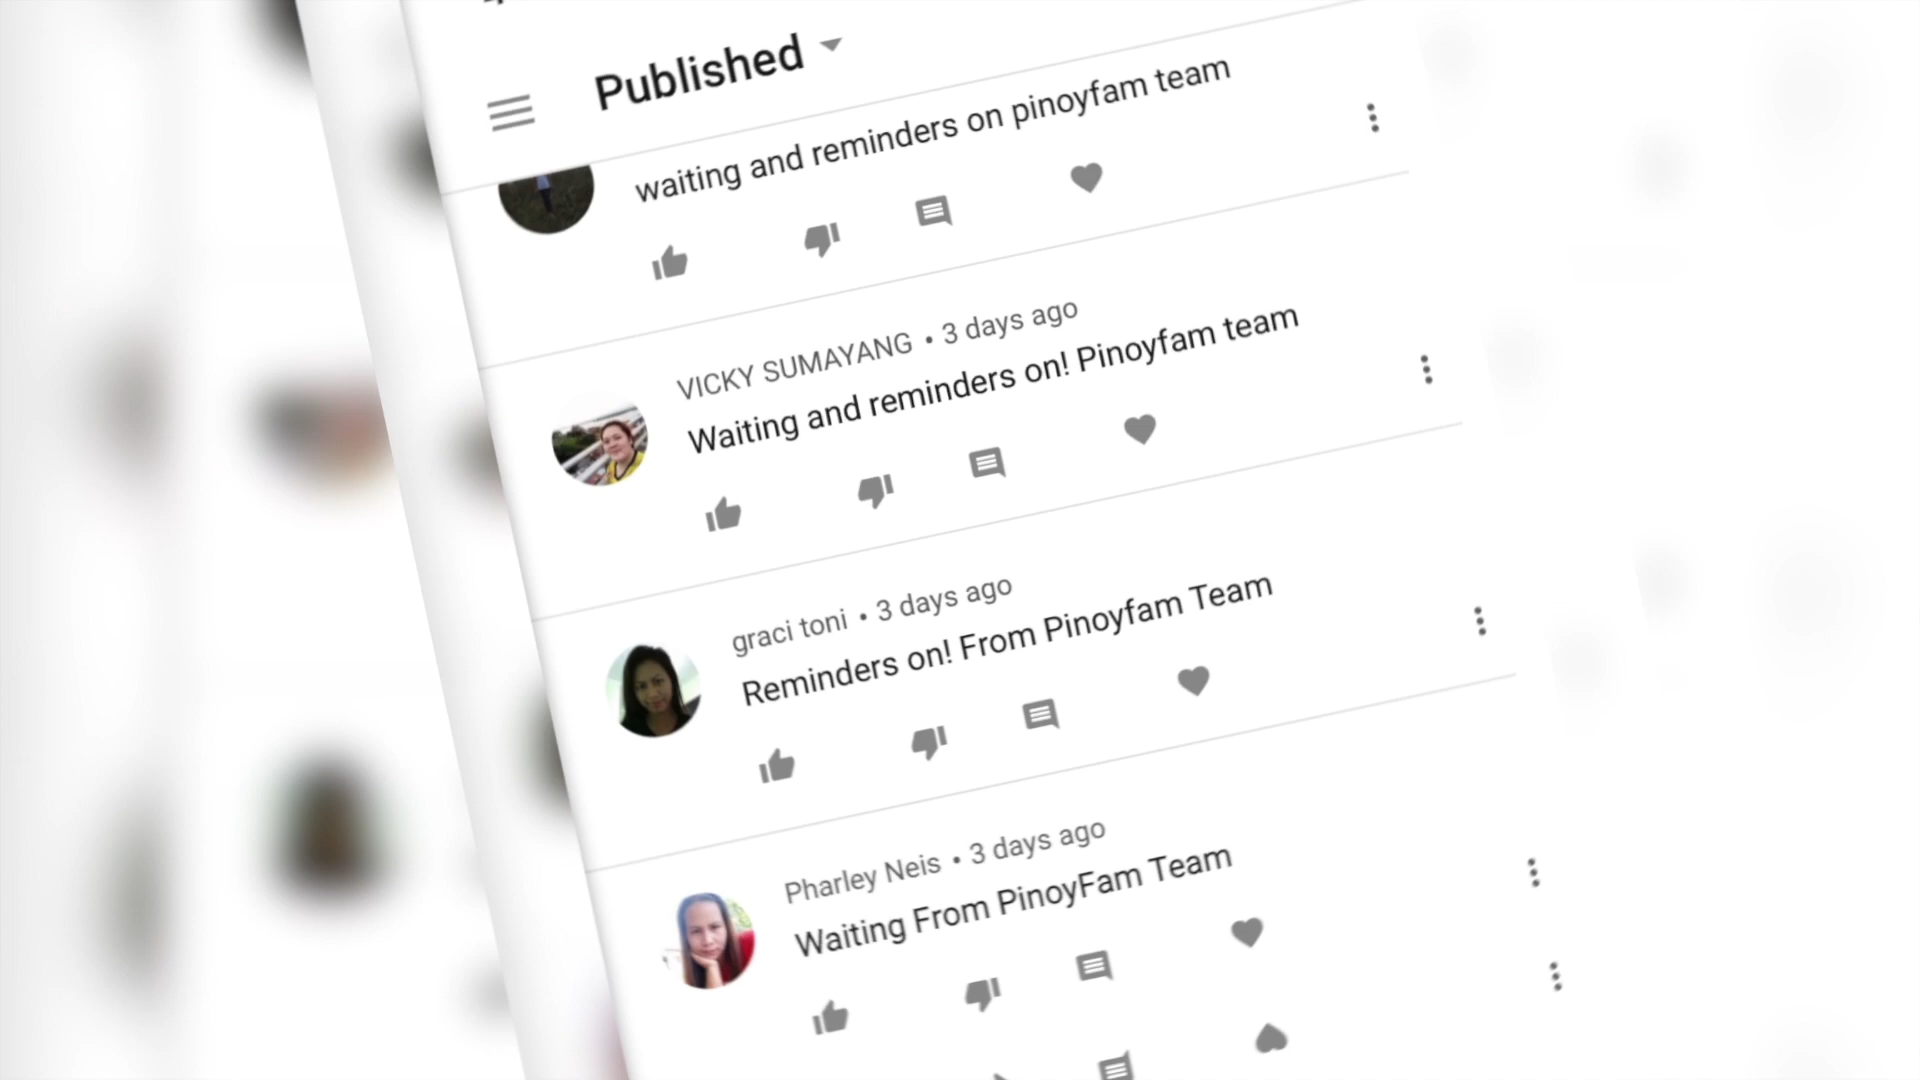 Published
waiting and reminders on pinoyfam team
VICKY SUMAYANG • 3 days ago
Waiting and reminders on! Pinoyfam team
graci toni • 3 days ago
Reminders on! From Pinoyfam Team
Pharley Neis • 3 days ago
Waiting From PinoyFam Team